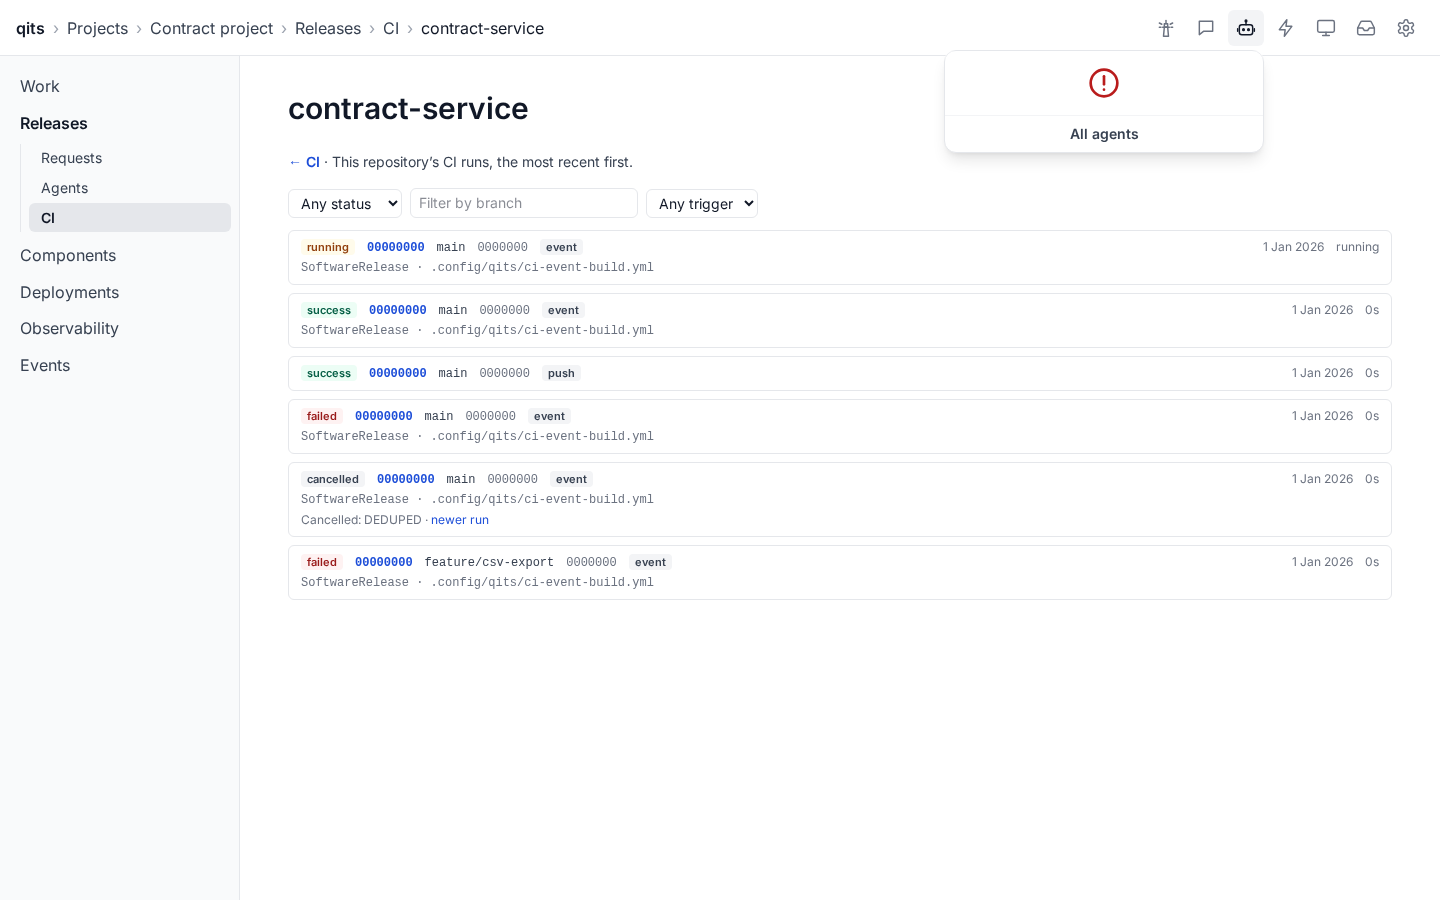 qits › Projects › Contract project › Releases › CI › contract-service
All agents
Work
Releases
Requests
Agents
CI
Components
Deployments
Observability
Events
contract-service
← CI · This repository’s CI runs, the most recent first.
Any status Filter by branch Any trigger
running 00000000 main 0000000 event 1 Jan 2026 running
SoftwareRelease · .config/qits/ci-event-build.yml
success 00000000 main 0000000 event 1 Jan 2026 0s
SoftwareRelease · .config/qits/ci-event-build.yml
success 00000000 main 0000000 push 1 Jan 2026 0s
failed 00000000 main 0000000 event 1 Jan 2026 0s
SoftwareRelease · .config/qits/ci-event-build.yml
cancelled 00000000 main 0000000 event 1 Jan 2026 0s
SoftwareRelease · .config/qits/ci-event-build.yml
Cancelled: DEDUPED · newer run
failed 00000000 feature/csv-export 0000000 event 1 Jan 2026 0s
SoftwareRelease · .config/qits/ci-event-build.yml